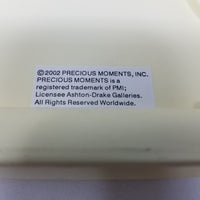 ©2002 PRECIOUS MOMENTS, INC.
PRECIOUS MOMENTS is a
registered trademark of PMI;
Licensee Ashton-Drake Galleries.
All Rights Reserved Worldwide.